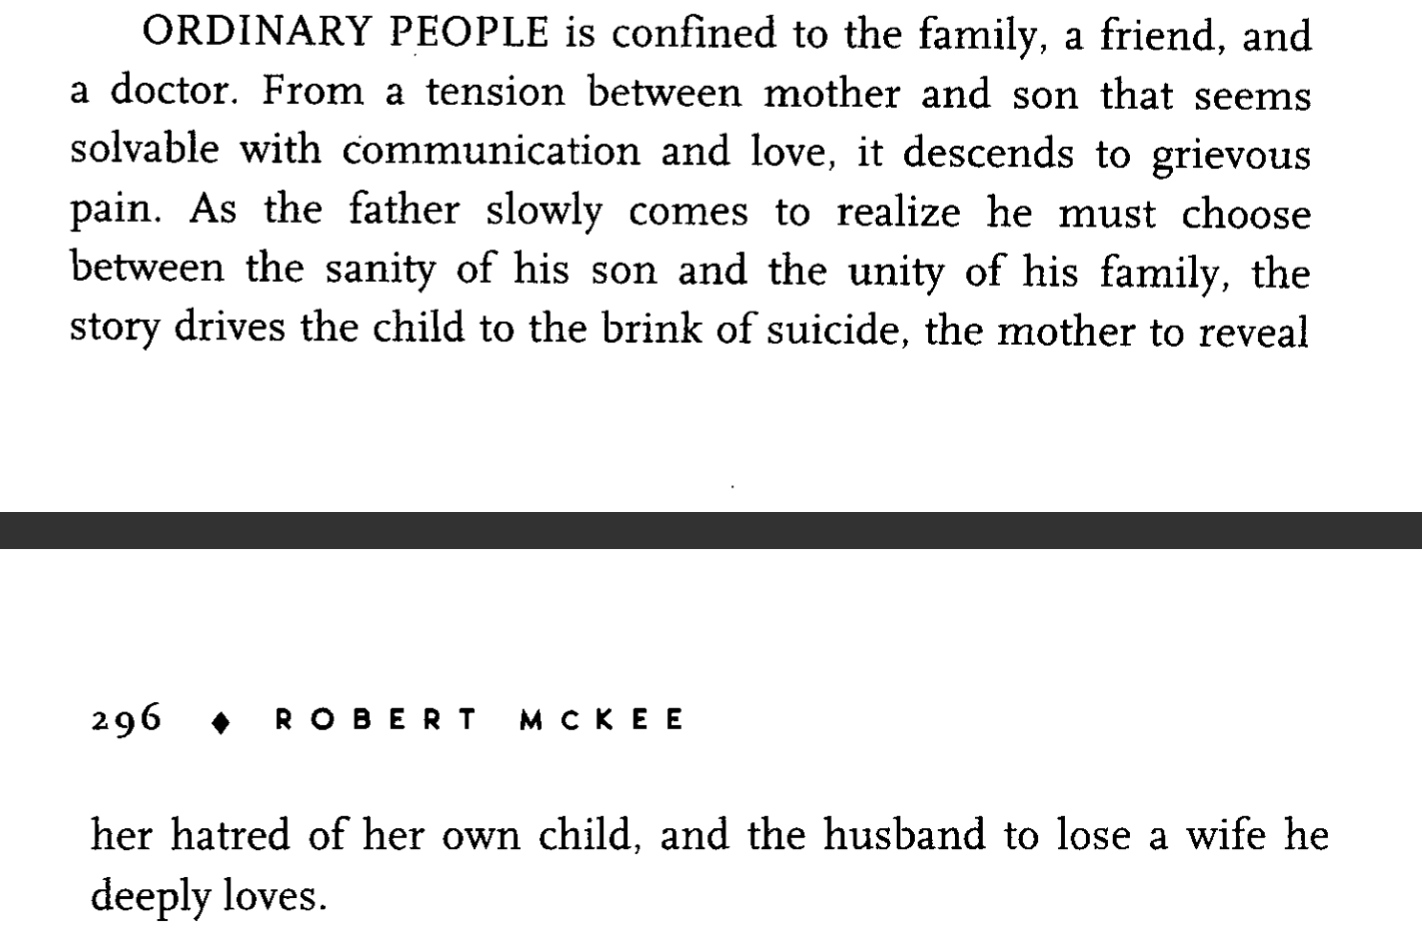 ORDINARY PEOPLE is confined to the family, a friend, and
a doctor. From a tension between mother and son that seems
solvable with communication and love, it descends to grievous
pain. As the father slowly comes to realize he must choose
between the sanity of his son and the unity of his family, the
story drives the child to the brink of suicide, the mother to reveal
296 ♦ ROBERT MCKEE
her hatred of her own child, and the husband to lose a wife he
deeply loves.